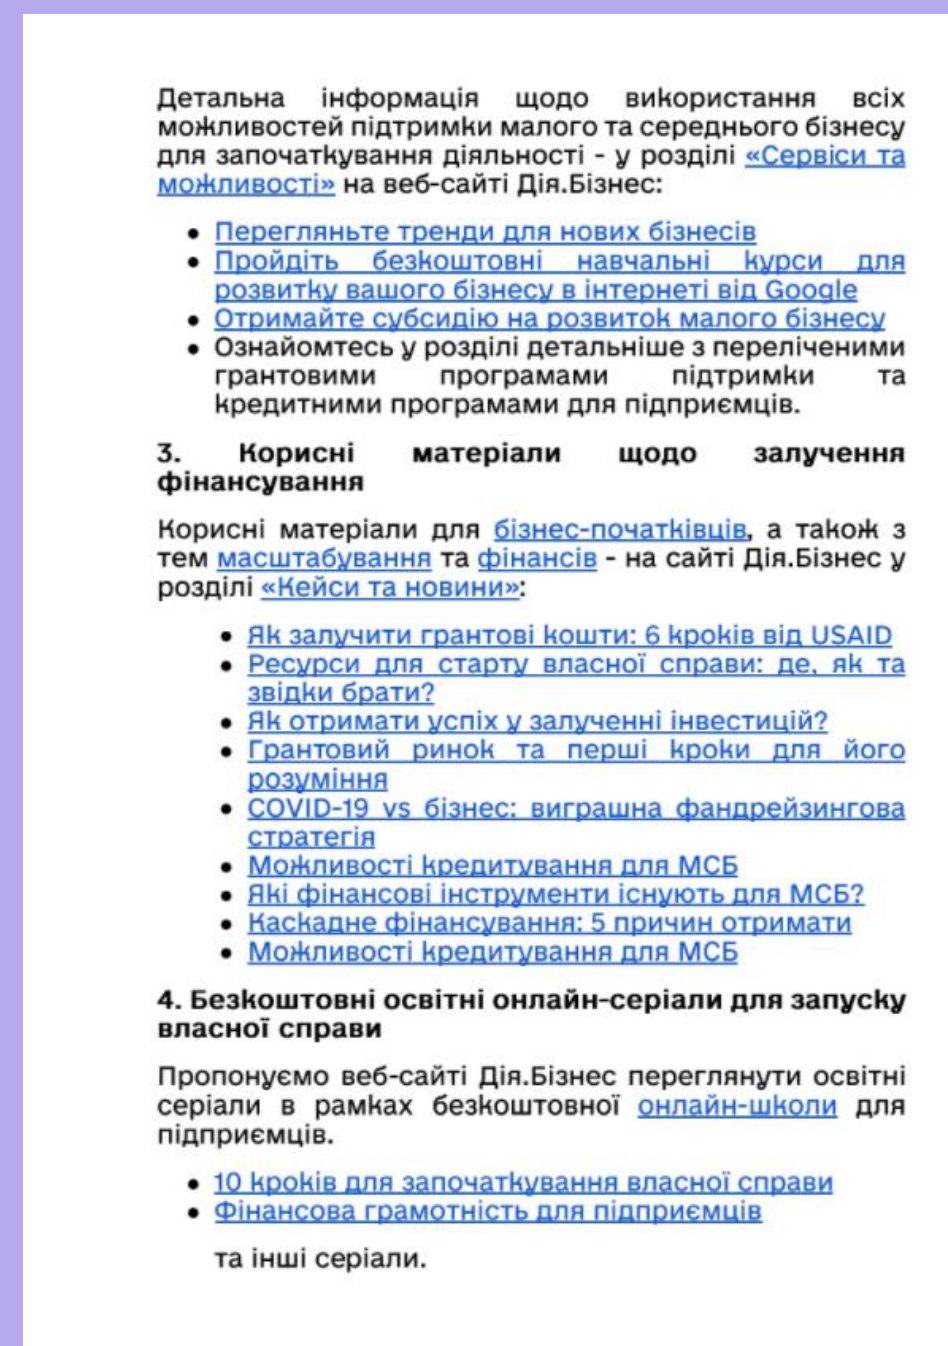 Детальна інформація щодо використання всіх
можливостей підтримки малого та середнього бізнесу
для започаткування діяльності - у розділі «Сервіси та
можливості» на веб-сайті Дія.Бізнес:
• Перегляньте тренди для нових бізнесів
• Пройдіть безкоштовні навчальні курси для
розвитку вашого бізнесу в інтернеті від Google
• Отримайте субсидію на розвиток малого бізнесу
• Ознайомтесь у розділі детальніше з переліченими
грантовими програмами підтримки та
кредитними програмами для підприємців.
3. Корисні матеріали щодо залучення
фінансування
Корисні матеріали для бізнес-початківців, а також з
тем масштабування та фінансів - на сайті Дія.Бізнес у
розділі «Кейси та новини»:
• Як залучити грантові кошти: 6 кроків від USAID
• Ресурси для старту власної справи: де, як та
звідки брати?
• Як отримати успіх у залученні інвестицій?
• Грантовий ринок та перші кроки для його
розуміння
• COVID-19 vs бізнес: виграшна фандрейзингова
стратегія
• Можливості кредитування для МСБ
• Які фінансові інструменти існують для МСБ?
• Каскадне фінансування: 5 причин отримати
• Можливості кредитування для МСБ
4. Безкоштовні освітні онлайн-серіали для запуску
власної справи
Пропонуємо веб-сайті Дія.Бізнес переглянути освітні
серіали в рамках безкоштовної онлайн-школи для
підприємців.
• 10 кроків для започаткування власної справи
• Фінансова грамотність для підприємців
та інші серіали.